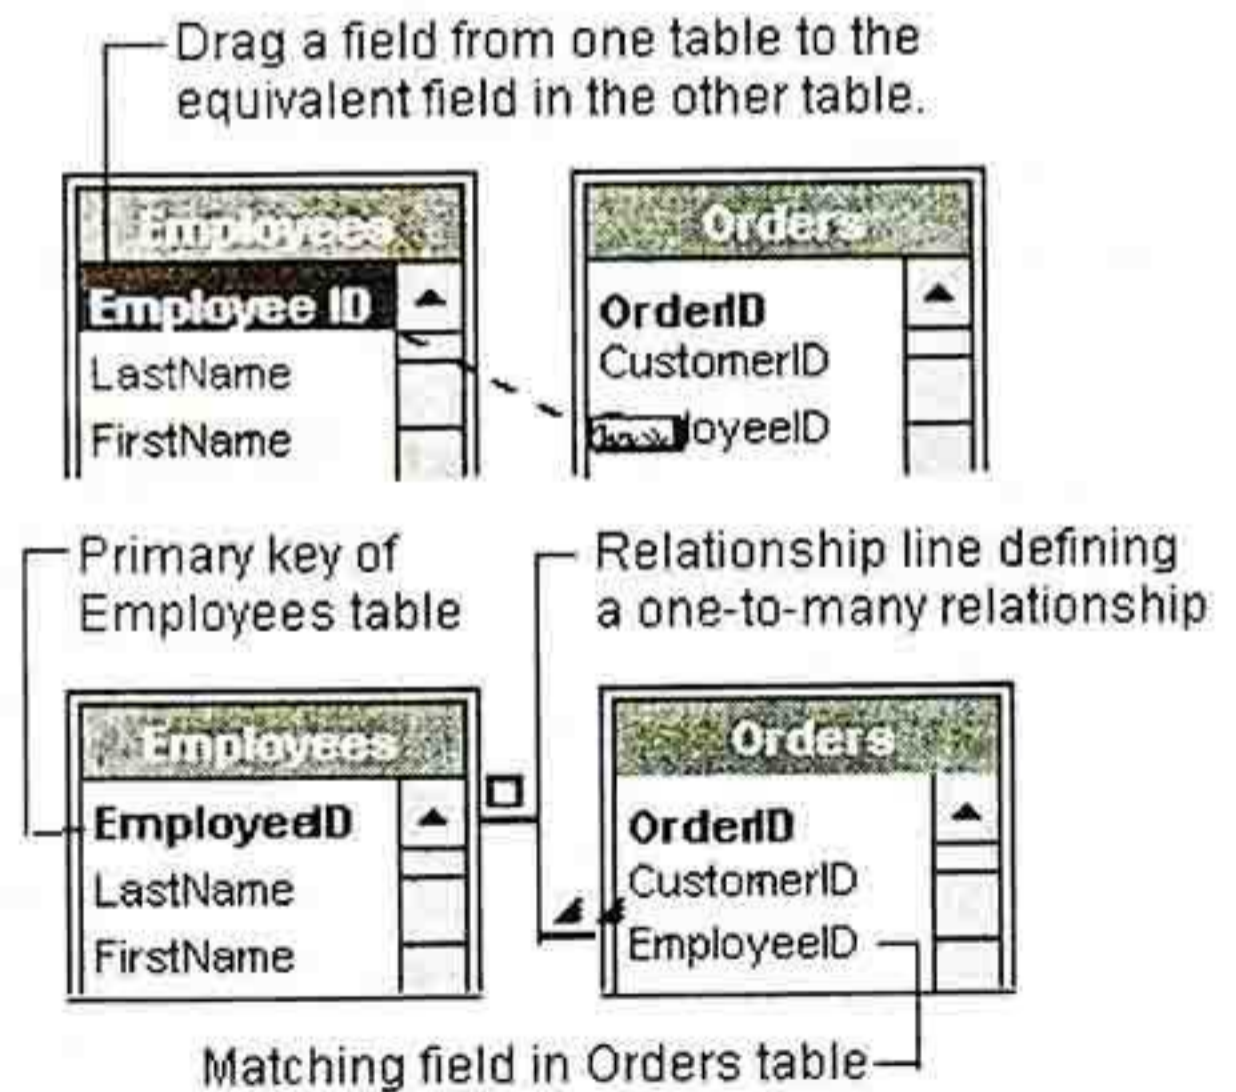 Drag a field from one table to the
equivalent field in the other table.
Employees
Orders
Employee ID
LastName
FirstName
OrderID
CustomerID
loyeeID
Primary key of
Employees table
Relationship line defining
a one-to-many relationship
Employees
Orders
EmployeeID
LastName
FirstName
OrderID
CustomerID
EmployeeID
Matching field in Orders table